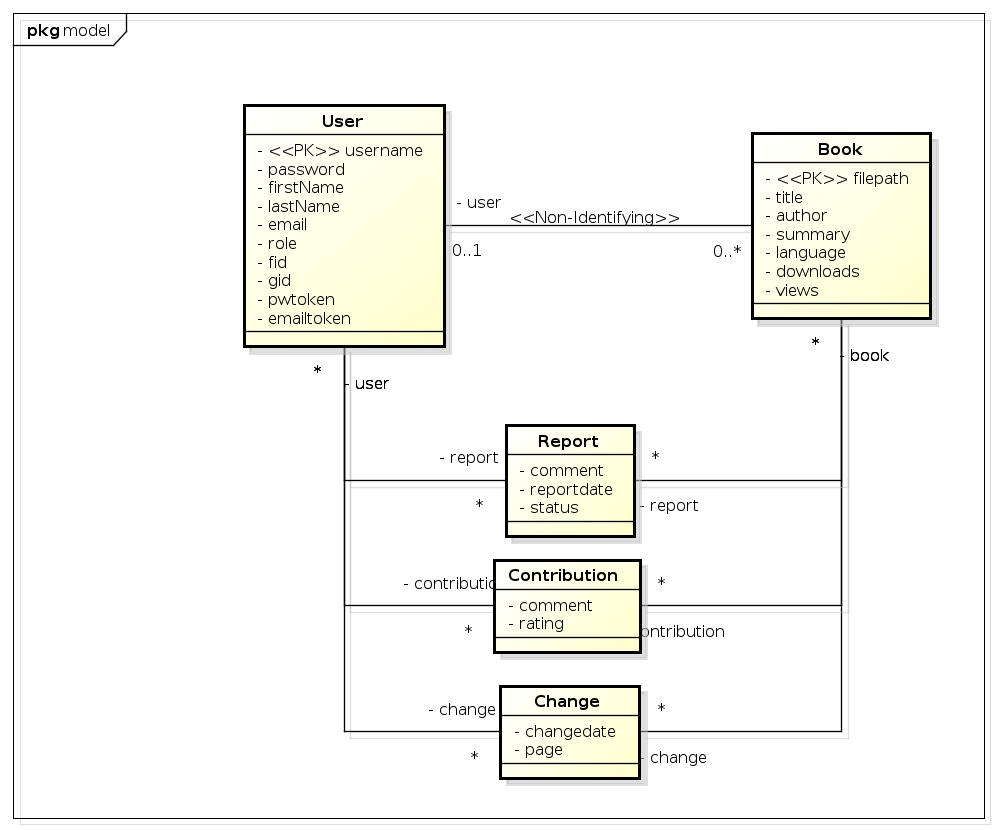 pkg model
User
- <<PK>> username
- password
- firstName
- lastName
- email
- role
- fid
- gid
- pwtoken
- emailtoken
Book
- <<PK>> filepath
- title
- author
- summary
- language
- downloads
- views
- user
<<Non-Identifying>>
0..1
0..*
*
- user
*
- book
Report
- comment
- reportdate
- status
- report
*
*
- report
Contribution
- comment
- rating
- contributio
*
*
ontribution
Change
- changedate
- page
- change
*
*
- change